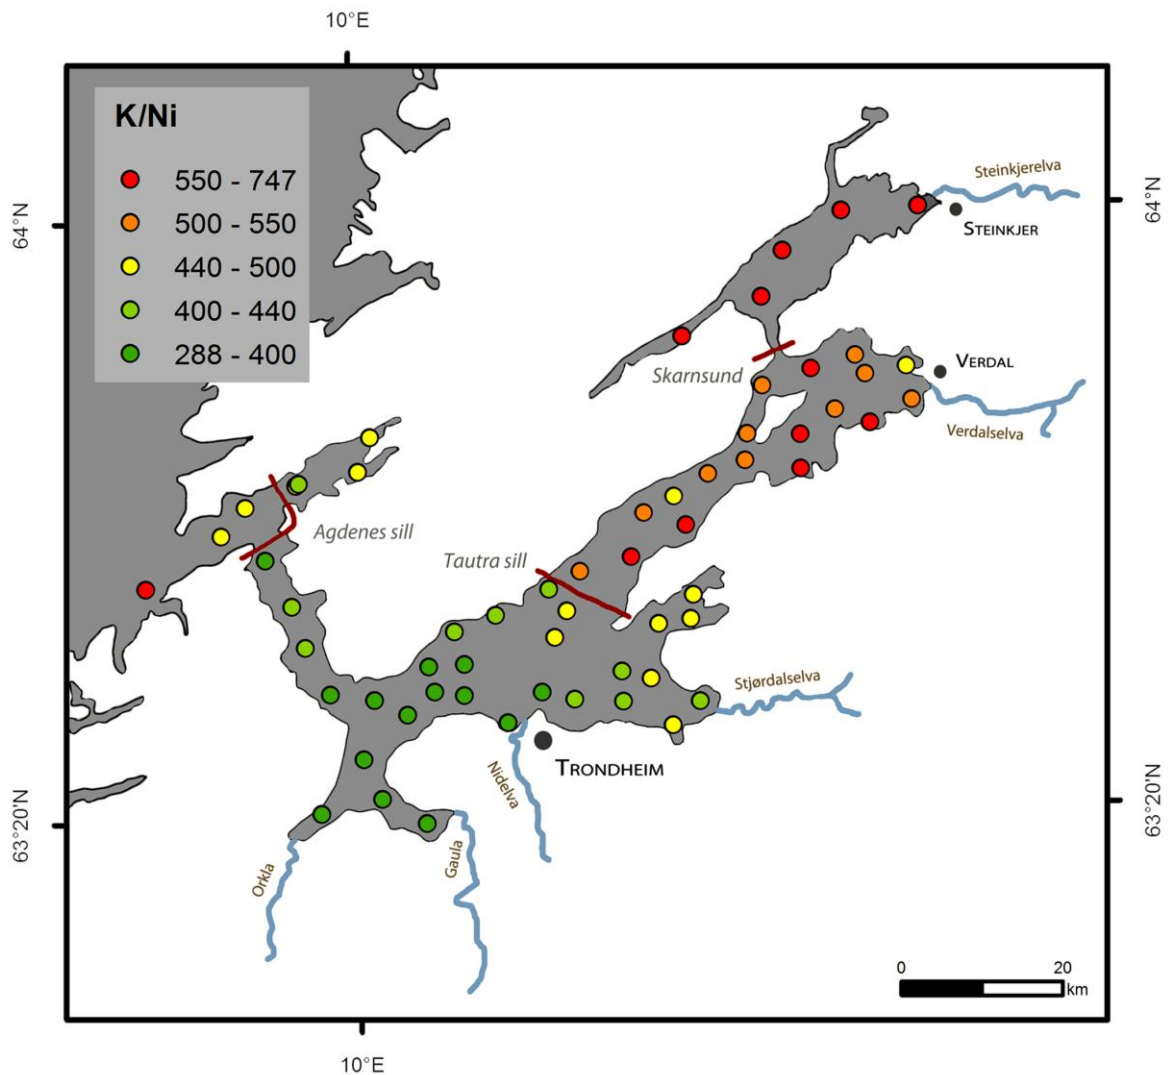 10°E
K/Ni
550 - 747
500 - 550
440 - 500
400 - 440
288 - 400
64°N
64°N
Steinkjerelva
STEINKJER
Skarnsund
VERDAL
Verdalselva
Agdenes sill
Tautra sill
Stjørdalselva
TRONDHEIM
Nidelva
Orkla
Gaula
63°20'N
63°20'N
0 20
km
10°E